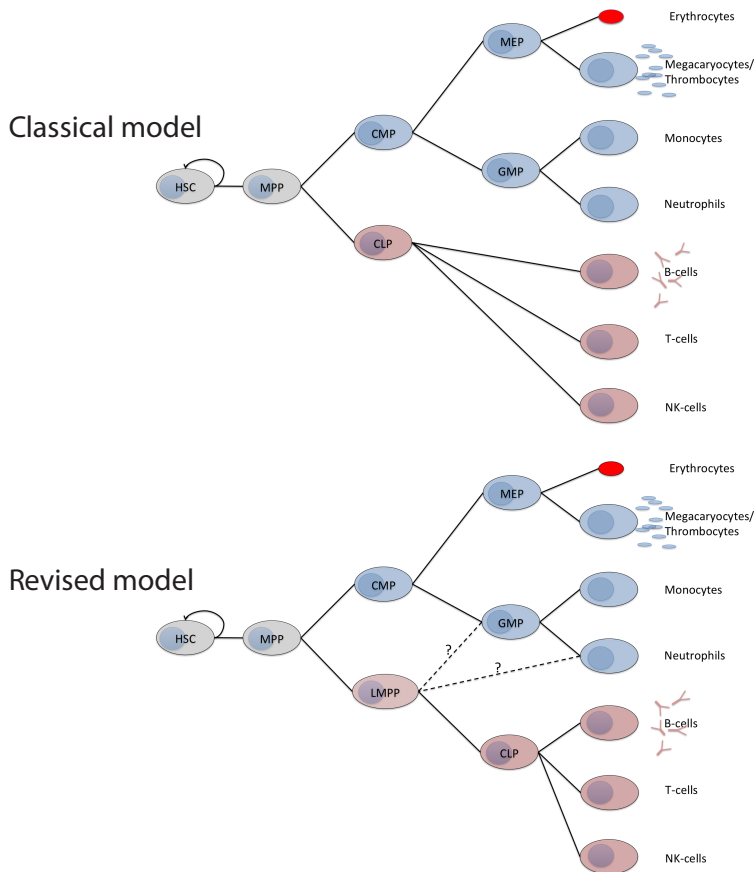 Classical model
HSC
MPP
CMP
CLP
MEP
GMP
Erythrocytes
Megacaryocytes/
Thrombocytes
Monocytes
Neutrophils
B-cells
T-cells
NK-cells
Revised model
HSC
MPP
CMP
LMPP
MEP
GMP
?
?
CLP
Erythrocytes
Megacaryocytes/
Thrombocytes
Monocytes
Neutrophils
B-cells
T-cells
NK-cells